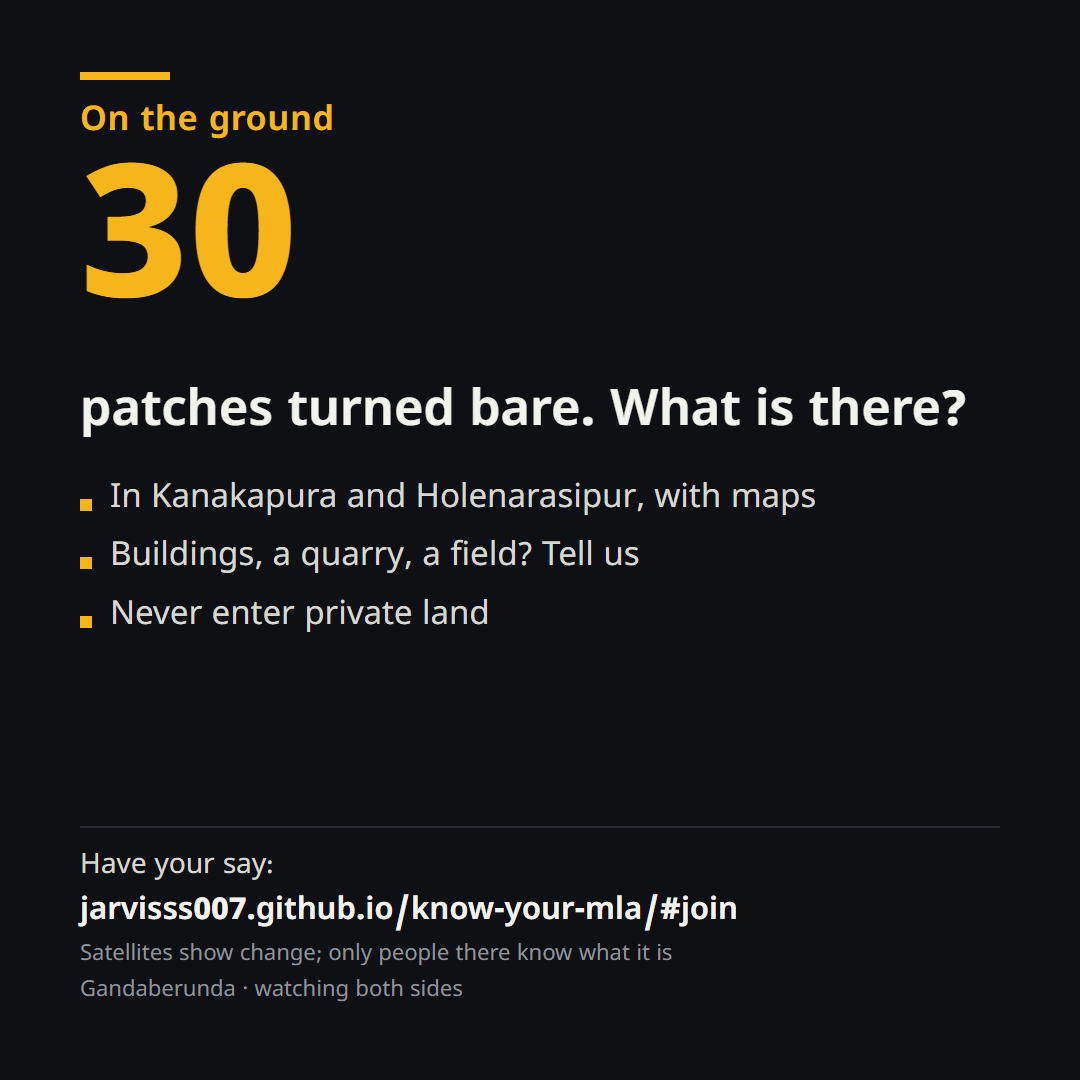 On the ground
30
patches turned bare. What is there?
In Kanakapura and Holenarasipur, with maps
Buildings, a quarry, a field? Tell us
Never enter private land
Have your say:
jarvisss007.github.io/know-your-mla/#join
Satellites show change; only people there know what it is
Gandaberunda · watching both sides